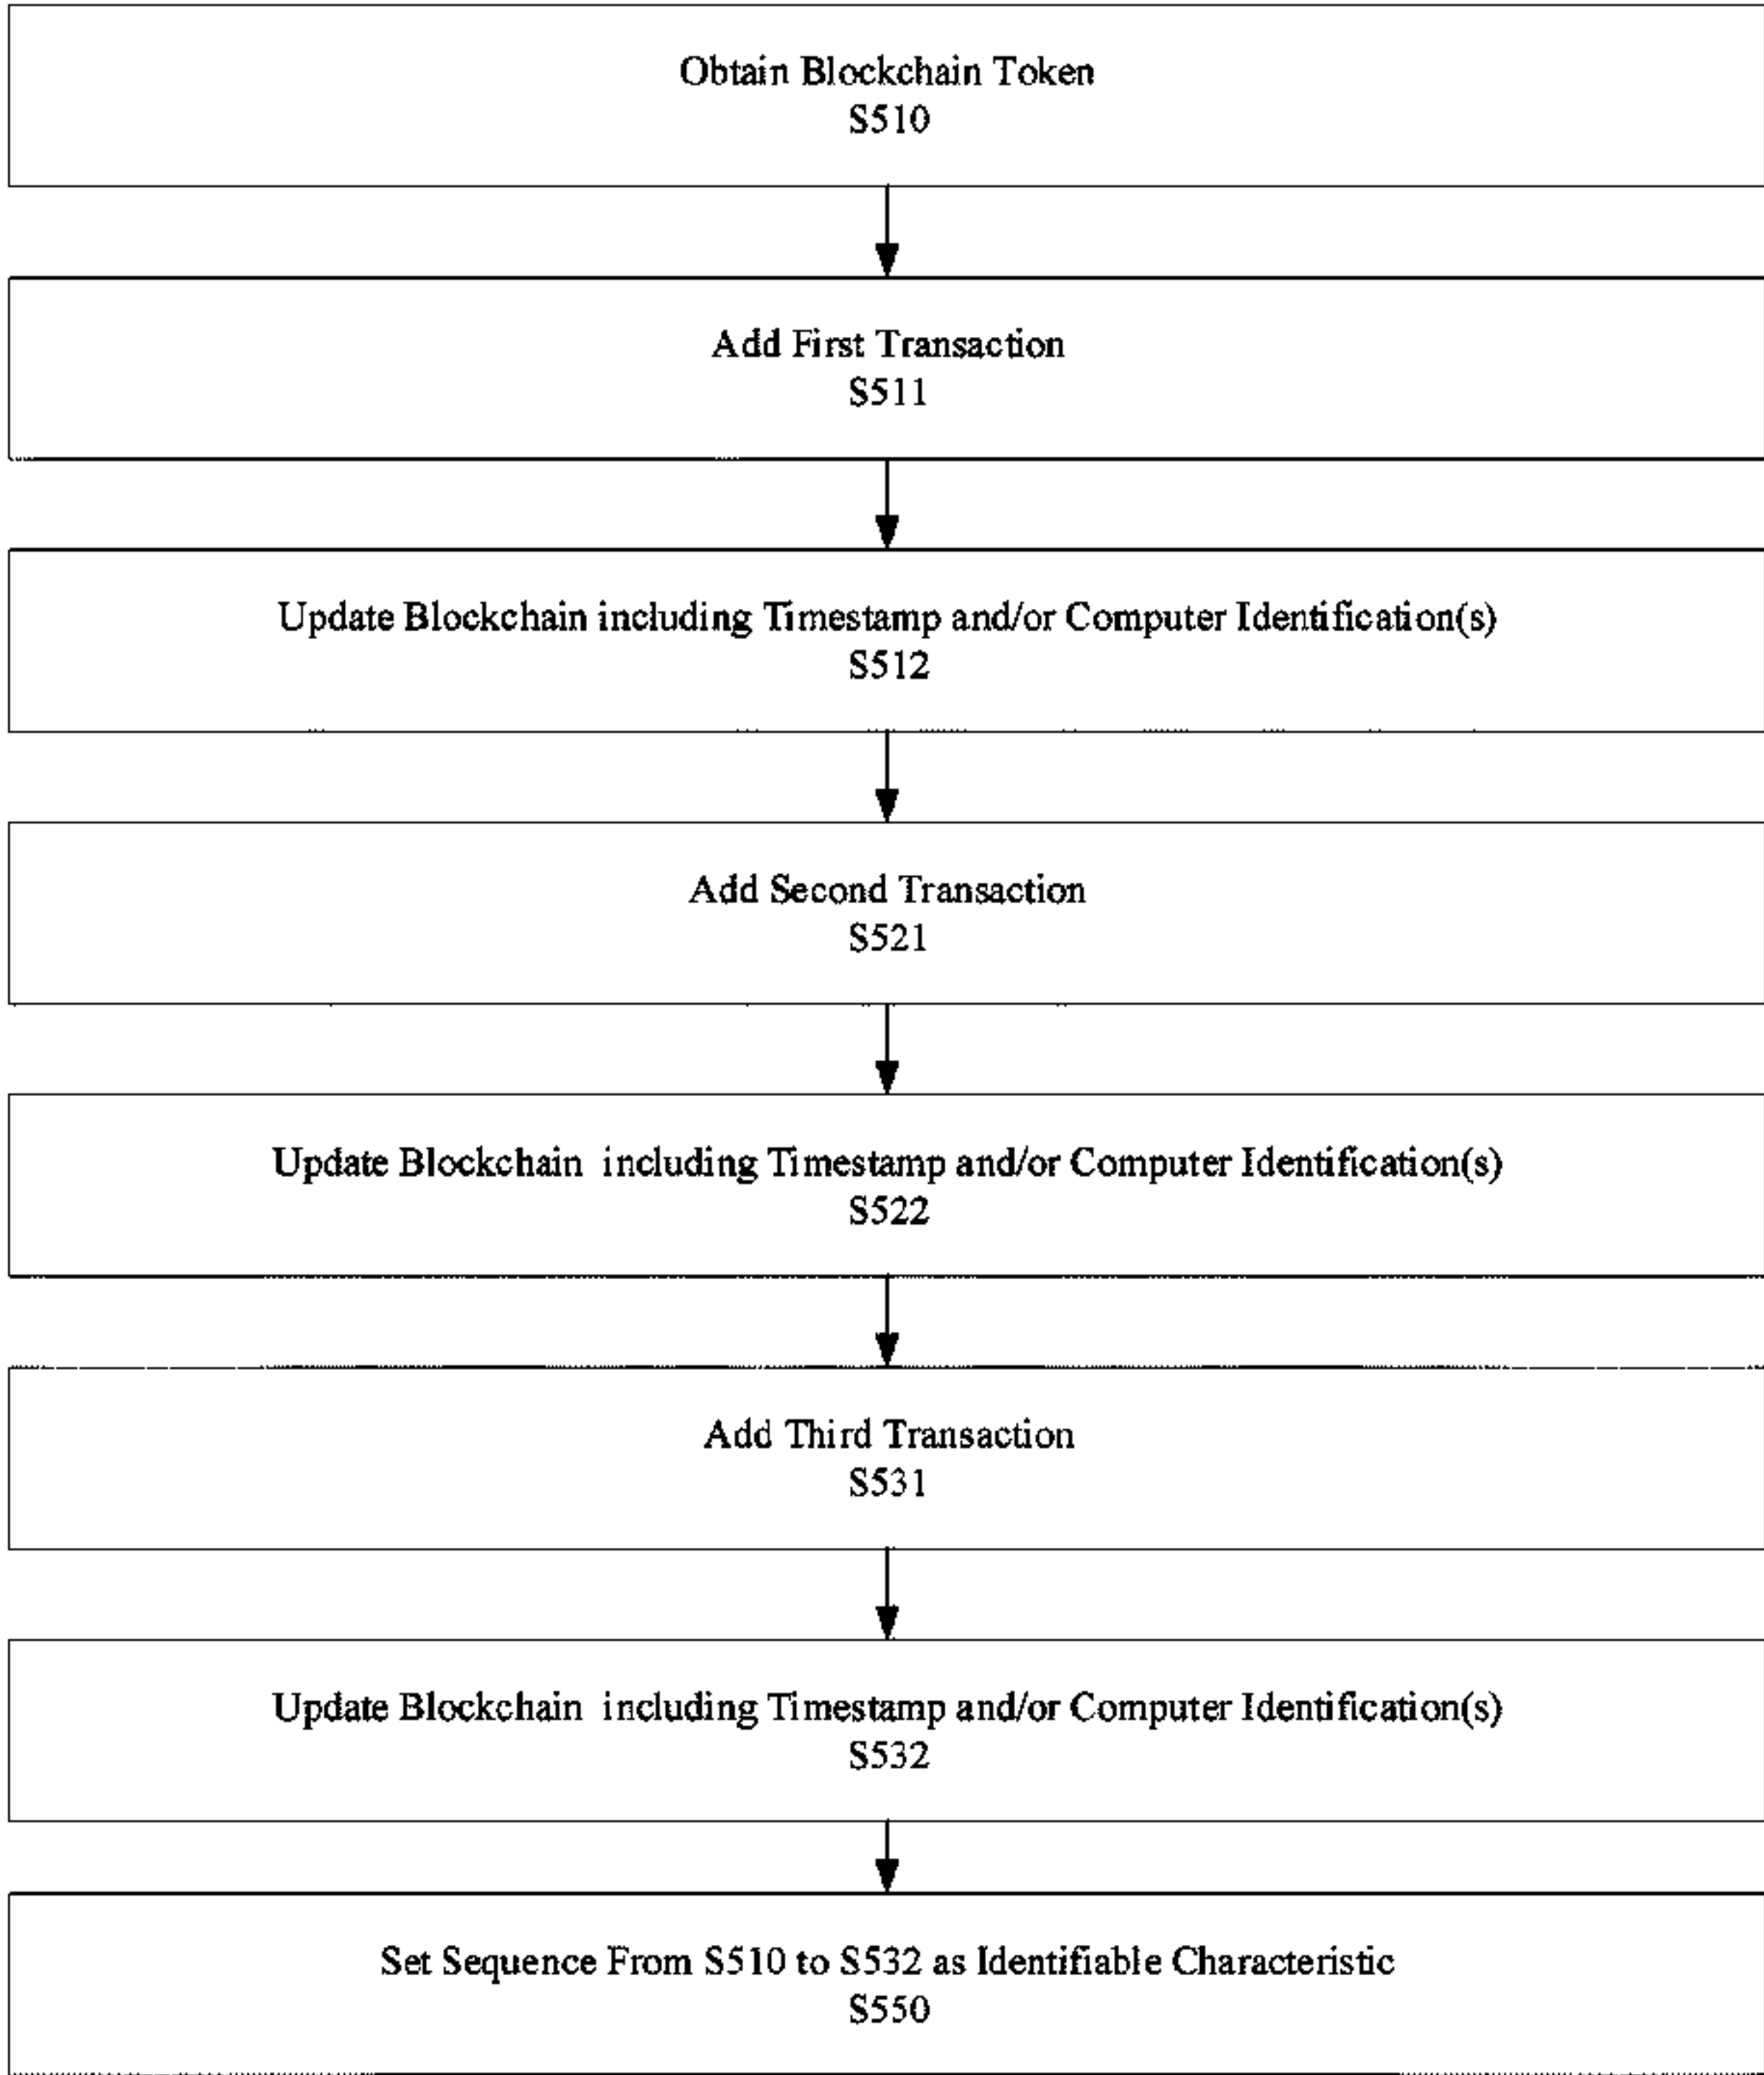 Obtain Blockchain Token
S510
Add First Transaction
S511
Update Blockchain including Timestamp and/or Computer Identification(s)
S512
Add Second Transaction
S521
Update Blockchain including Timestamp and/or Computer Identification(s)
S522
Add Third Transaction
S531
Update Blockchain including Timestamp and/or Computer Identification(s)
S532
Set Sequence From S510 to S532 as Identifiable Characteristic
S550